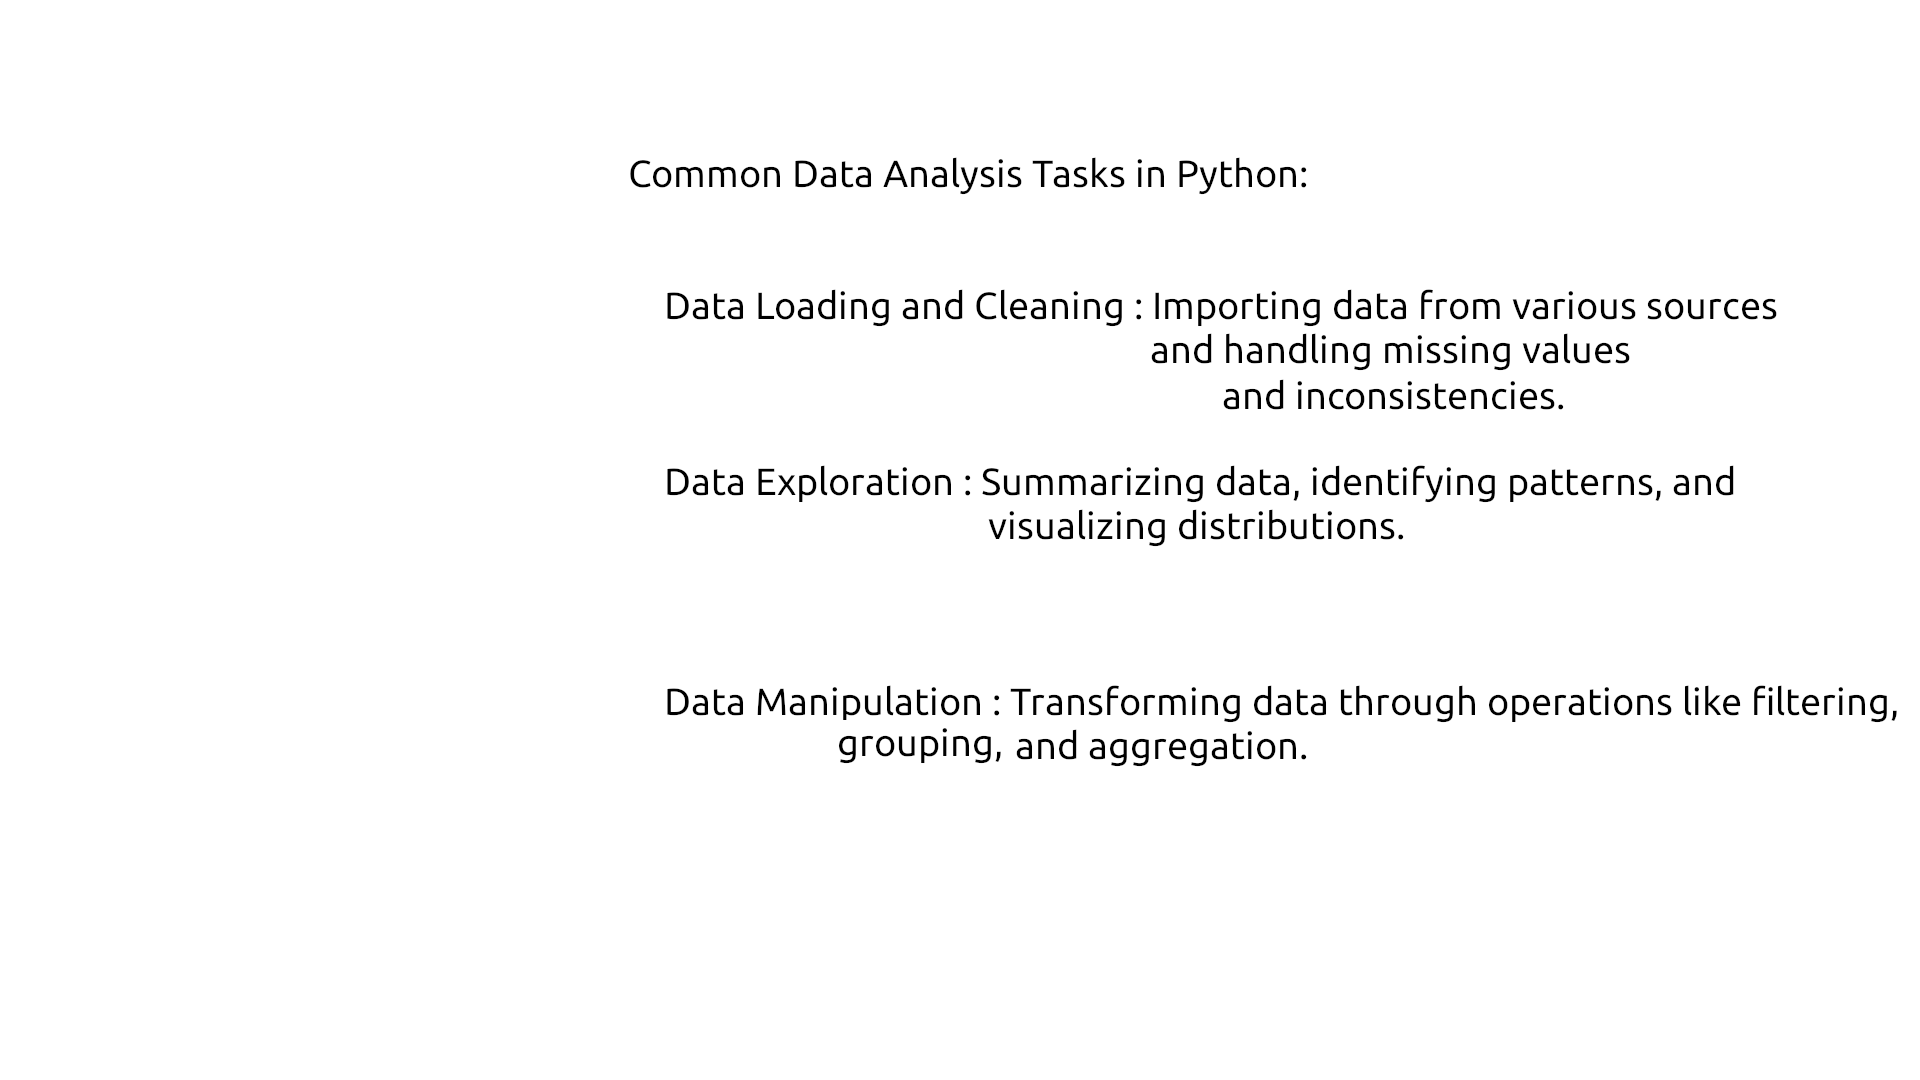 Common Data Analysis Tasks in Python:
Data Loading and Cleaning : Importing data from various sources
and handling missing values
and inconsistencies.
Data Exploration : Summarizing data, identifying patterns, and
visualizing distributions.
Data Manipulation : Transforming data through operations like filtering,
grouping, and aggregation.